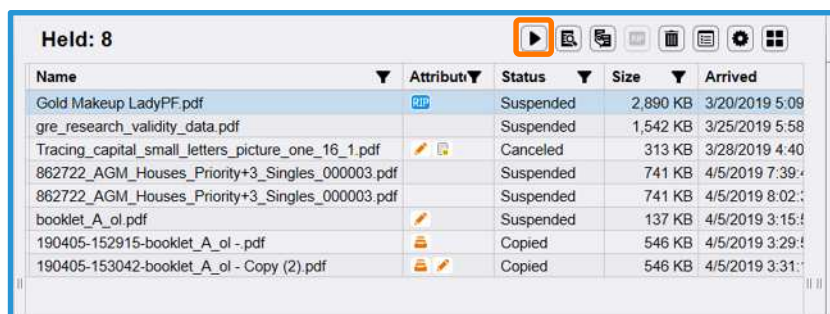 Held: 8
RIP
Name Attribut Status Size Arrived
Gold Makeup LadyPF.pdf RIP Suspended 2,890 KB 3/20/2019 5:09
gre_research_validity_data.pdf Suspended 1,542 KB 3/25/2019 5:58
Tracing_capital_small_letters_picture_one_16_1.pdf Canceled 313 KB 3/28/2019 4:40
862722_AGM_Houses_Priority+3_Singles_000003.pdf Suspended 741 KB 4/5/2019 7:39:
862722_AGM_Houses_Priority+3_Singles_000003.pdf Suspended 741 KB 4/5/2019 8:02:
booklet_A_ol.pdf Suspended 137 KB 4/5/2019 3:15:
190405-152915-booklet_A_ol -.pdf Copied 546 KB 4/5/2019 3:29:
190405-153042-booklet_A_ol - Copy (2).pdf Copied 546 KB 4/5/2019 3:31: